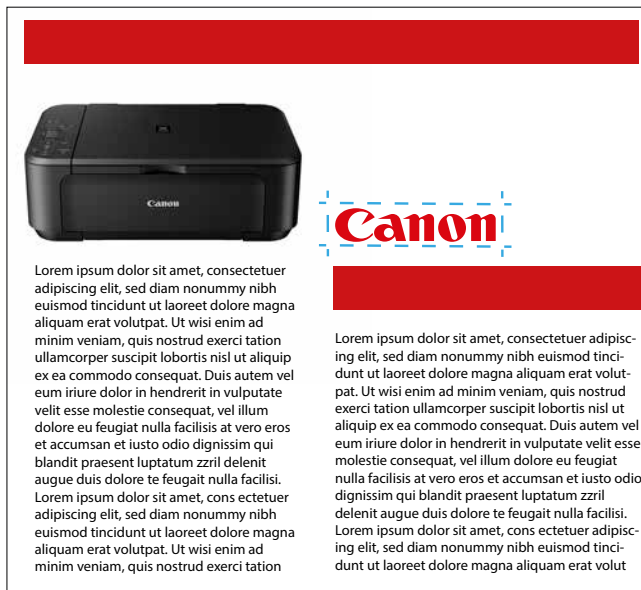 Canon
Lorem ipsum dolor sit amet, consectetuer
adipiscing elit, sed diam nonummy nibh
euismod tincidunt ut laoreet dolore magna
aliquam erat volutpat. Ut wisi enim ad
minim veniam, quis nostrud exerci tation
ullamcorper suscipit lobortis nisl ut aliquip
ex ea commodo consequat. Duis autem vel
eum iriure dolor in hendrerit in vulputate
velit esse molestie consequat, vel illum
dolore eu feugiat nulla facilisis at vero eros
et accumsan et iusto odio dignissim qui
blandit praesent luptatum zzril delenit
augue duis dolore te feugait nulla facilisi.
Lorem ipsum dolor sit amet, cons ectetuer
adipiscing elit, sed diam nonummy nibh
euismod tincidunt ut laoreet dolore magna
aliquam erat volutpat. Ut wisi enim ad
minim veniam, quis nostrud exerci tation
Canon
Lorem ipsum dolor sit amet, consectetuer adipisc-
ing elit, sed diam nonummy nibh euismod tinci-
dunt ut laoreet dolore magna aliquam erat volut-
pat. Ut wisi enim ad minim veniam, quis nostrud
exerci tation ullamcorper suscipit lobortis nisl ut
aliquip ex ea commodo consequat. Duis autem vel
eum iriure dolor in hendrerit in vulputate velit esse
molestie consequat, vel illum dolore eu feugiat
nulla facilisis at vero eros et accumsan et iusto odio
dignissim qui blandit praesent luptatum zzril
delenit augue duis dolore te feugait nulla facilisi.
Lorem ipsum dolor sit amet, cons ectetuer adipisc-
ing elit, sed diam nonummy nibh euismod tinci-
dunt ut laoreet dolore magna aliquam erat volut